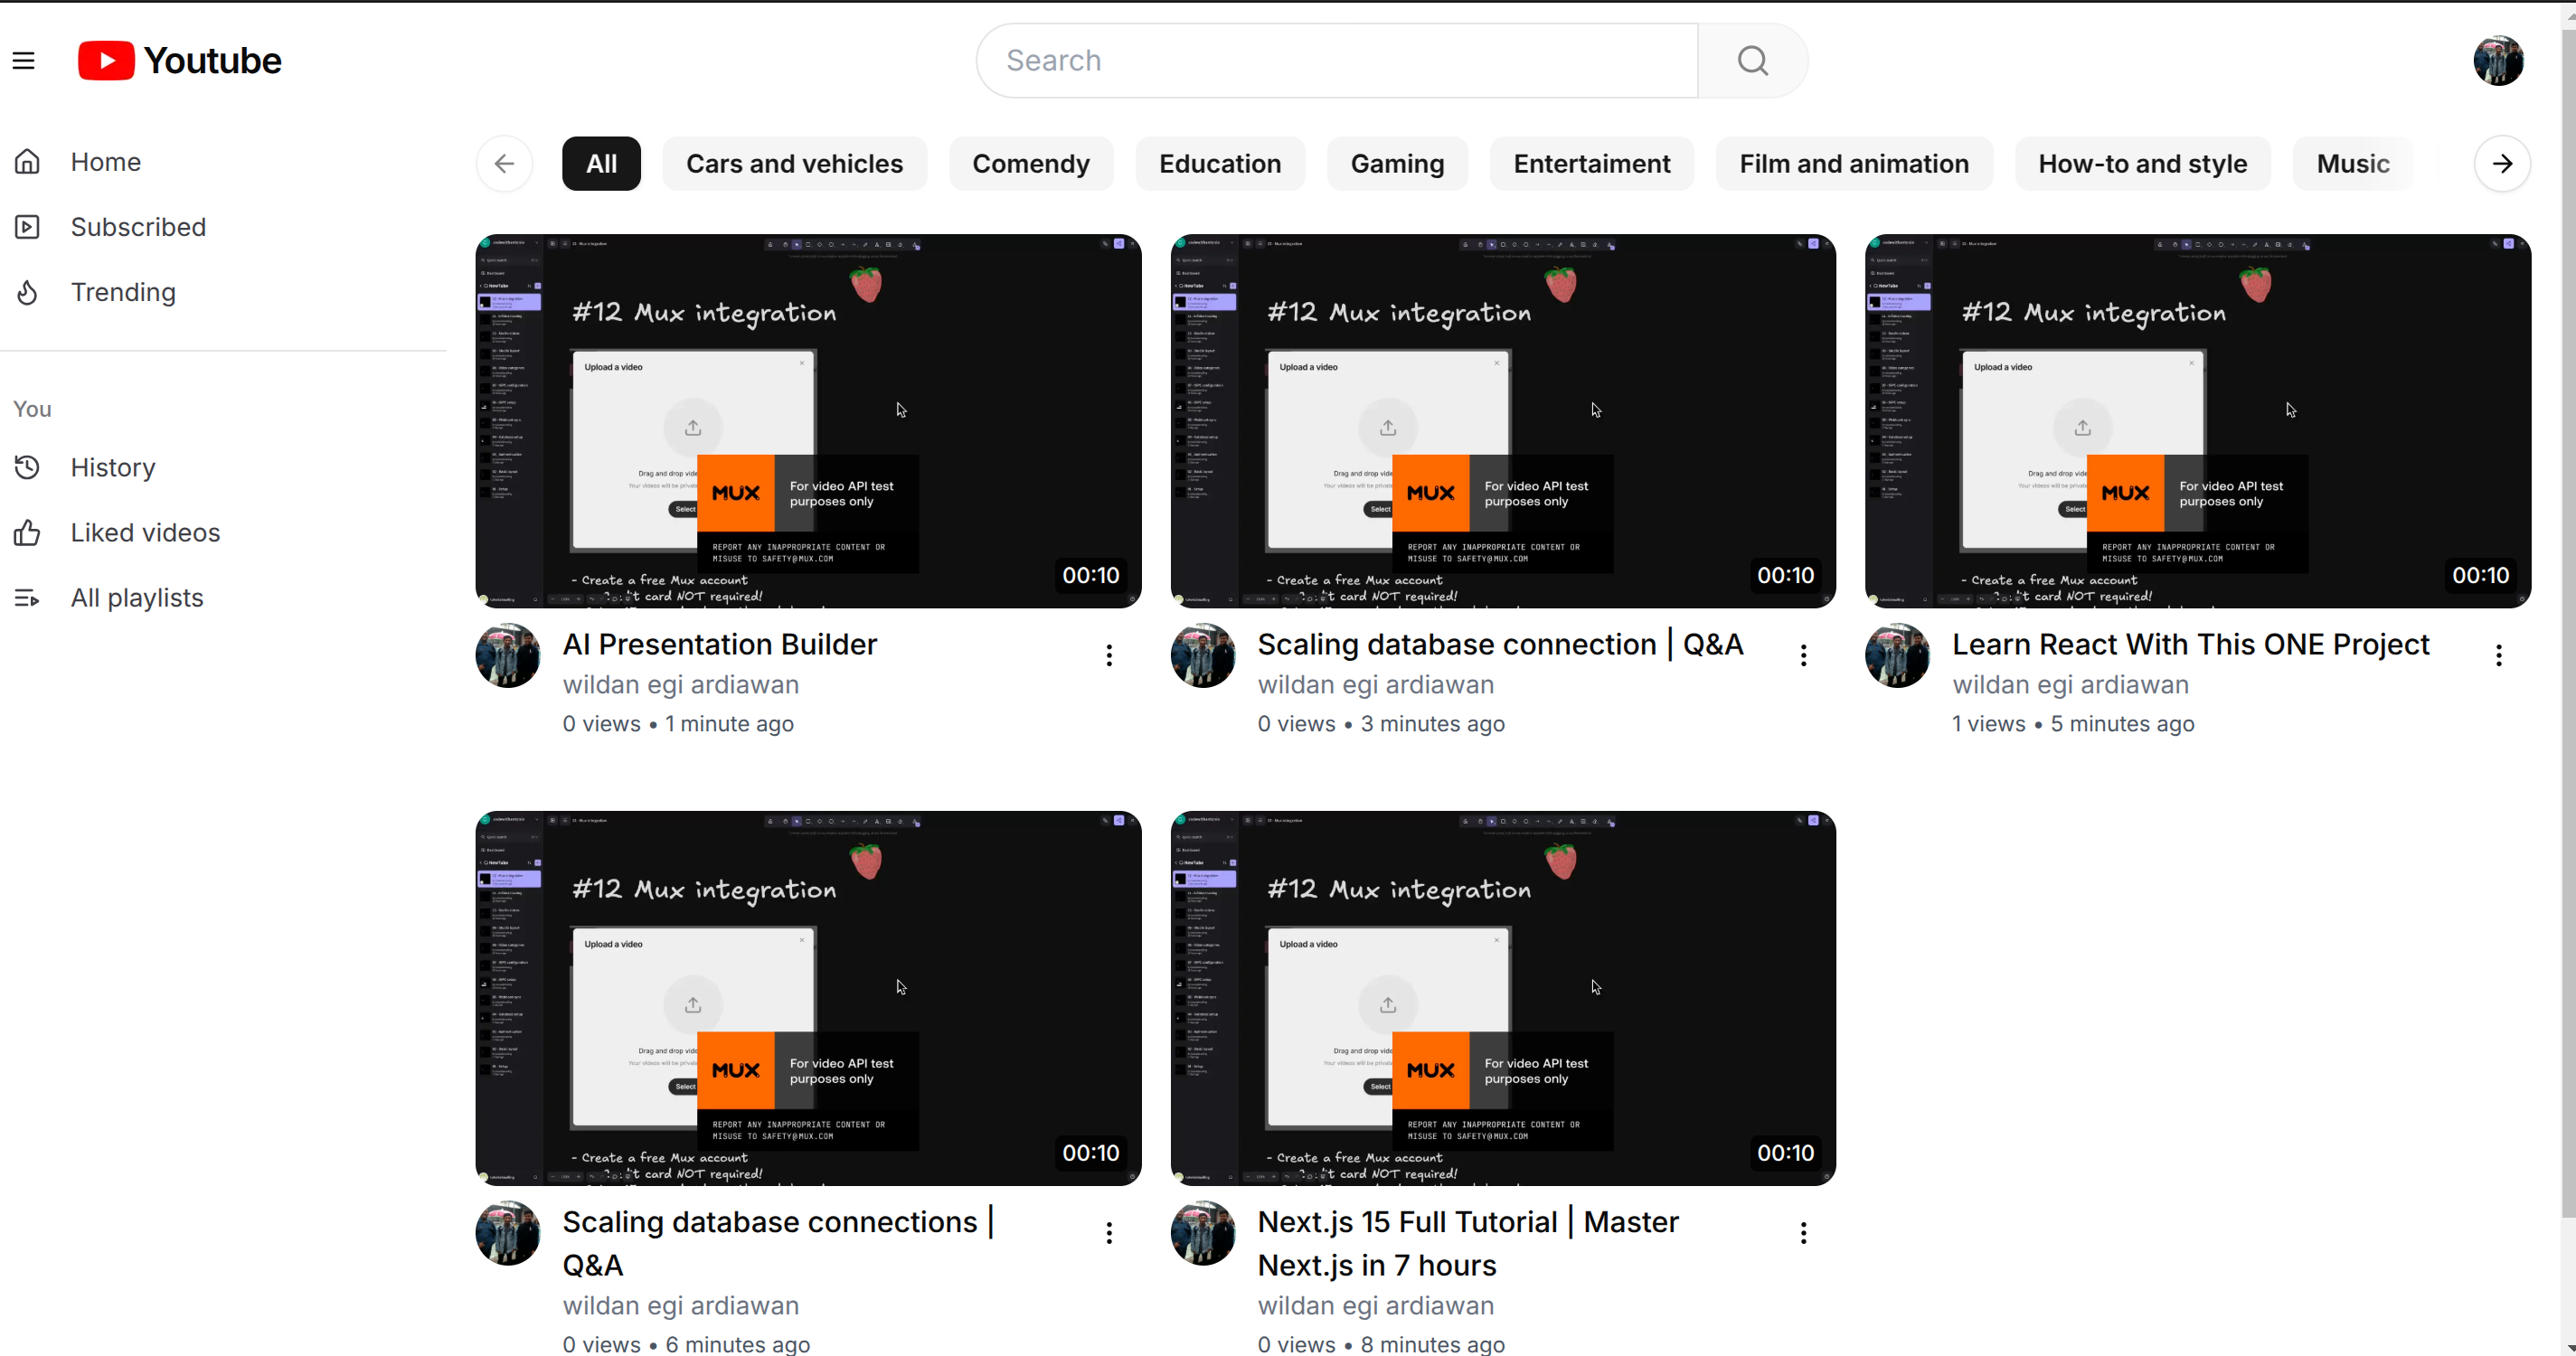 Youtube
Search
Home
Subscribed
Trending
You
History
Liked videos
All playlists
All
Cars and vehicles
Comendy
Education
Gaming
Entertaiment
Film and animation
How-to and style
Music
#12 Mux integration
Upload a video
Drag and drop vide
Your videos will be privat
Select
MUX
For video API test
purposes only
REPORT ANY INAPPROPRIATE CONTENT OR
MISUSE TO SAFETY@MUX.COM
- Create a free Mux account
t card NOT required!
00:10
AI Presentation Builder
wildan egi ardiawan
0 views • 1 minute ago
#12 Mux integration
Upload a video
Drag and drop vide
Your videos will be privat
Select
MUX
For video API test
purposes only
REPORT ANY INAPPROPRIATE CONTENT OR
MISUSE TO SAFETY@MUX.COM
- Create a free Mux account
t card NOT required!
00:10
Scaling database connection | Q&A
wildan egi ardiawan
0 views • 3 minutes ago
#12 Mux integration
Upload a video
Drag and drop vide
Your videos will be privat
Select
MUX
For video API test
purposes only
REPORT ANY INAPPROPRIATE CONTENT OR
MISUSE TO SAFETY@MUX.COM
- Create a free Mux account
t card NOT required!
00:10
Learn React With This ONE Project
wildan egi ardiawan
1 views • 5 minutes ago
#12 Mux integration
Upload a video
Drag and drop vide
Your videos will be privat
Select
MUX
For video API test
purposes only
REPORT ANY INAPPROPRIATE CONTENT OR
MISUSE TO SAFETY@MUX.COM
- Create a free Mux account
t card NOT required!
00:10
Scaling database connections |
Q&A
wildan egi ardiawan
0 views • 6 minutes ago
#12 Mux integration
Upload a video
Drag and drop vide
Your videos will be privat
Select
MUX
For video API test
purposes only
REPORT ANY INAPPROPRIATE CONTENT OR
MISUSE TO SAFETY@MUX.COM
- Create a free Mux account
t card NOT required!
00:10
Next.js 15 Full Tutorial | Master
Next.js in 7 hours
wildan egi ardiawan
0 views • 8 minutes ago